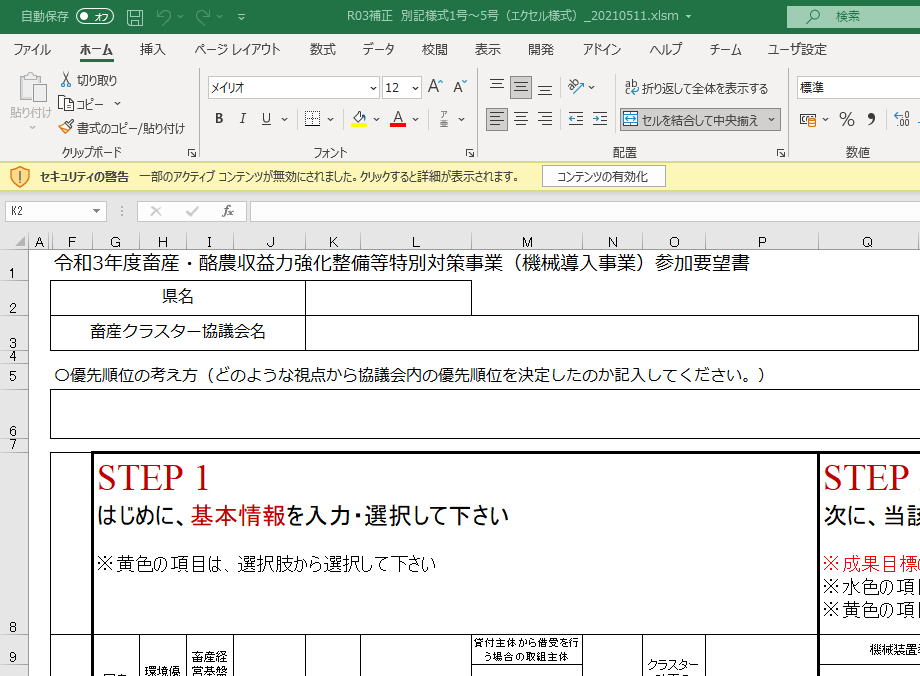 自動保存 オフ R03補正 別記様式1号～5号（エクセル様式）_20210511.xlsm 検索
ファイル ホーム 挿入 ページ レイアウト 数式 データ 校閲 表示 開発 アドイン ヘルプ チーム ユーザ設定
貼り付け
切り取り
コピー
書式のコピー/貼り付け
クリップボード
メイリオ 12 A A
B I U A
フォント
折り返して全体を表示する
セルを結合して中央揃え
配置
標準
% 9
数値
セキュリティの警告 一部のアクティブ コンテンツが無効にされました。クリックすると詳細が表示されます。 コンテンツの有効化
K2 fx
A F G H I J K L M N O P Q
1 令和3年度畜産・酪農収益力強化整備等特別対策事業（機械導入事業）参加要望書
2 県名
3 畜産クラスター協議会名
4
5 〇優先順位の考え方（どのような視点から協議会内の優先順位を決定したのか記入してください。）
6
7
STEP 1
はじめに、基本情報を入力・選択して下さい
※黄色の項目は、選択肢から選択して下さい
8
STEP
次に、当該
※成果目標
※水色の項目
※黄色の項目
9
環境優
畜産経
営基盤
貸付主体から借受を行
う場合の取組主体
クラスター
機械装置